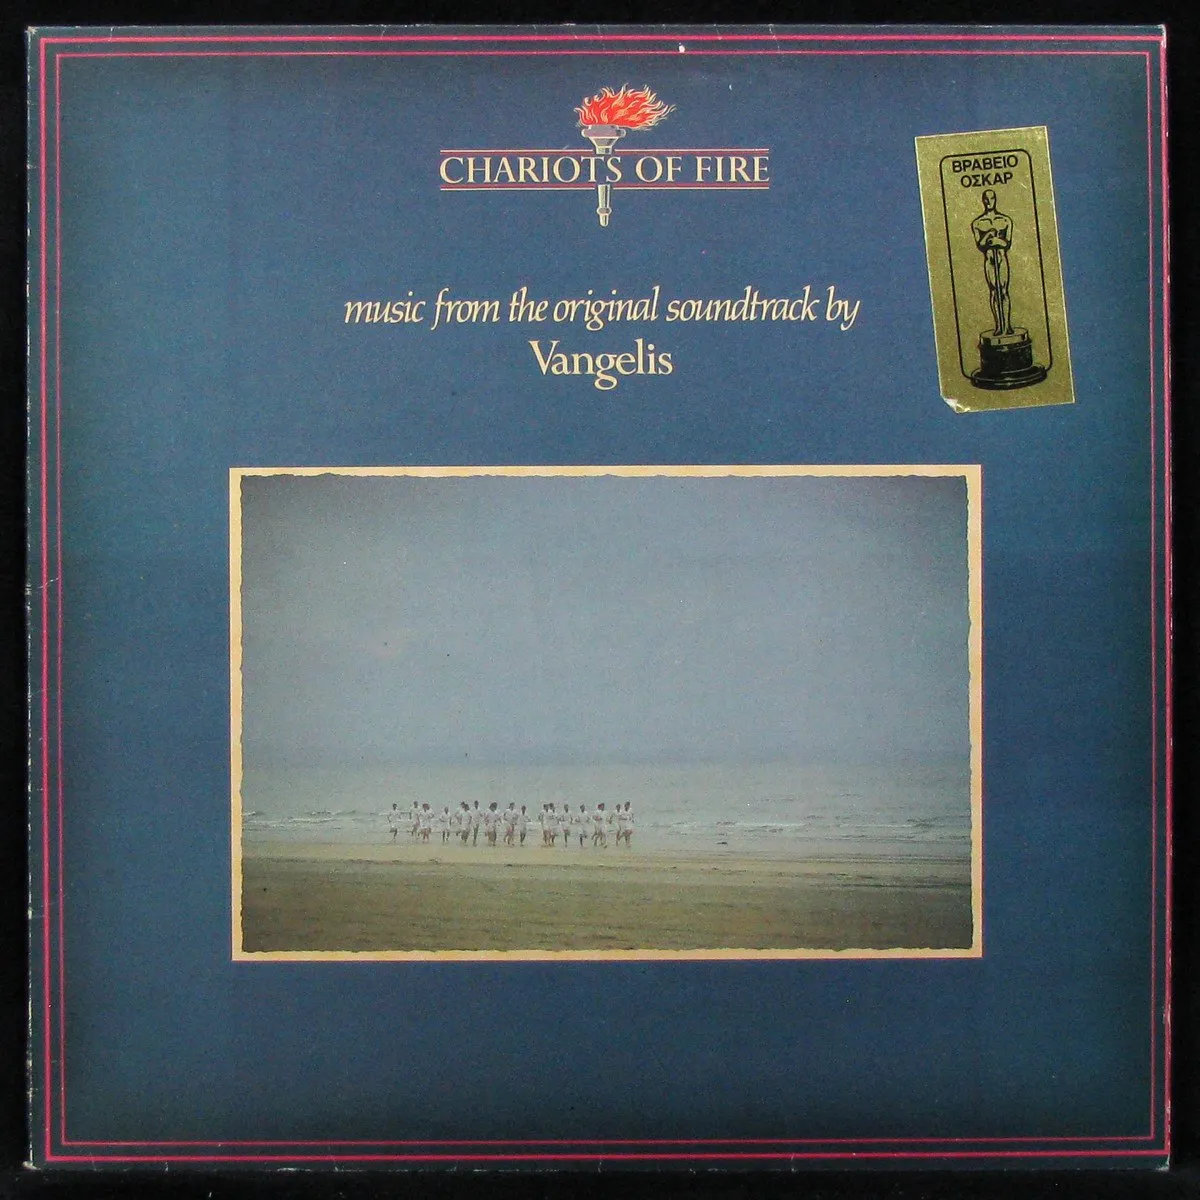 CHARIOTS OF FIRE
ΒΡΑΒΕΙΟ
ΟΣΚΑΡ
music from the original soundtrack by
Vangelis